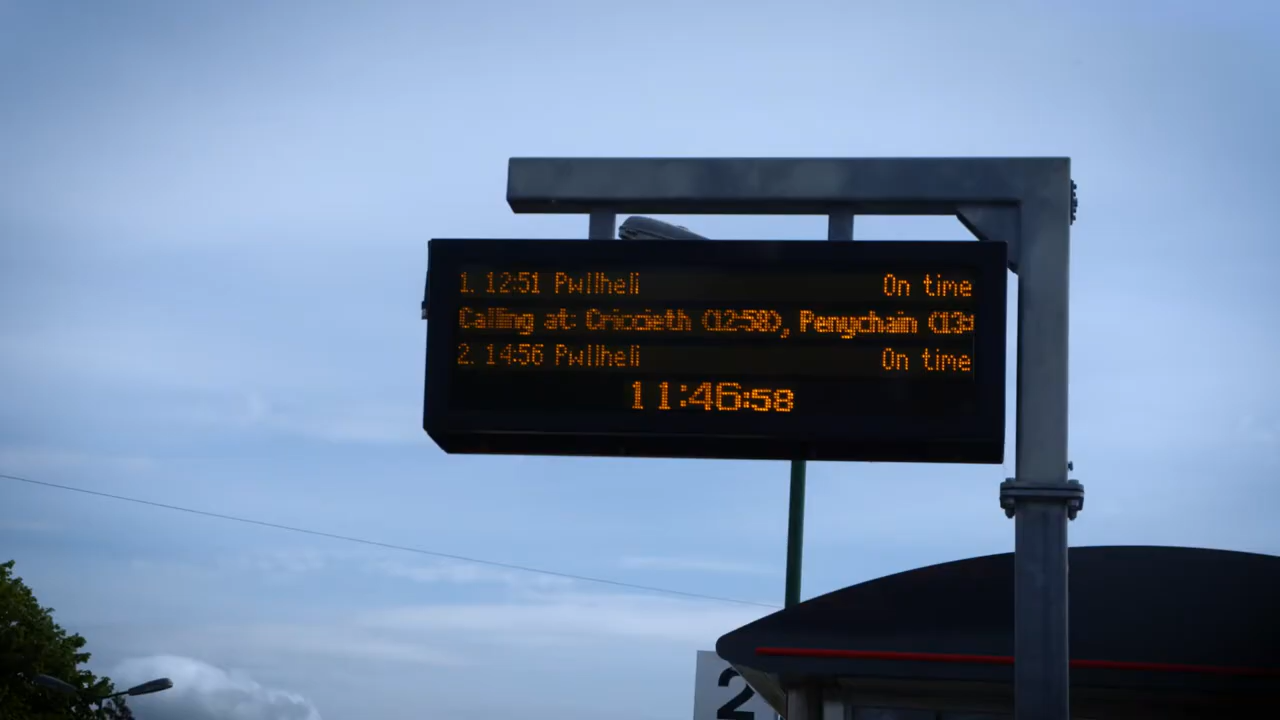 1. 12:51 Pwllheli On time
Calling at: Criccieth (12:58), Penychain (13:
2. 14:56 Pwllheli On time
11:46:58
2